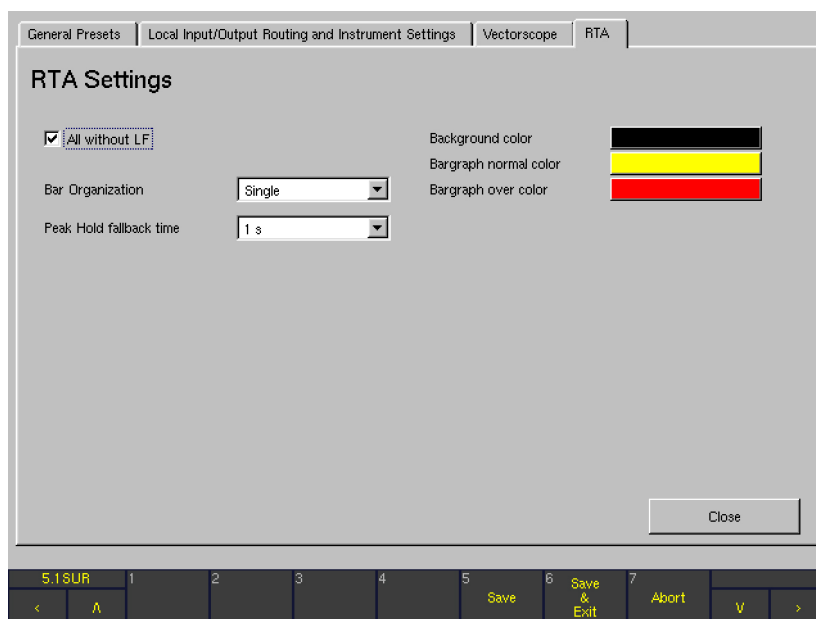 General Presets
Local Input/Output Routing and Instrument Settings
Vectorscope
RTA
RTA Settings
All without LF
Bar Organization
Single
Peak Hold fallback time
1 s
Background color
Bargraph normal color
Bargraph over color
Close
5.1SUR
<
Λ
1
2
3
4
5
Save
6
Save
&
Exit
7
Abort
V
>